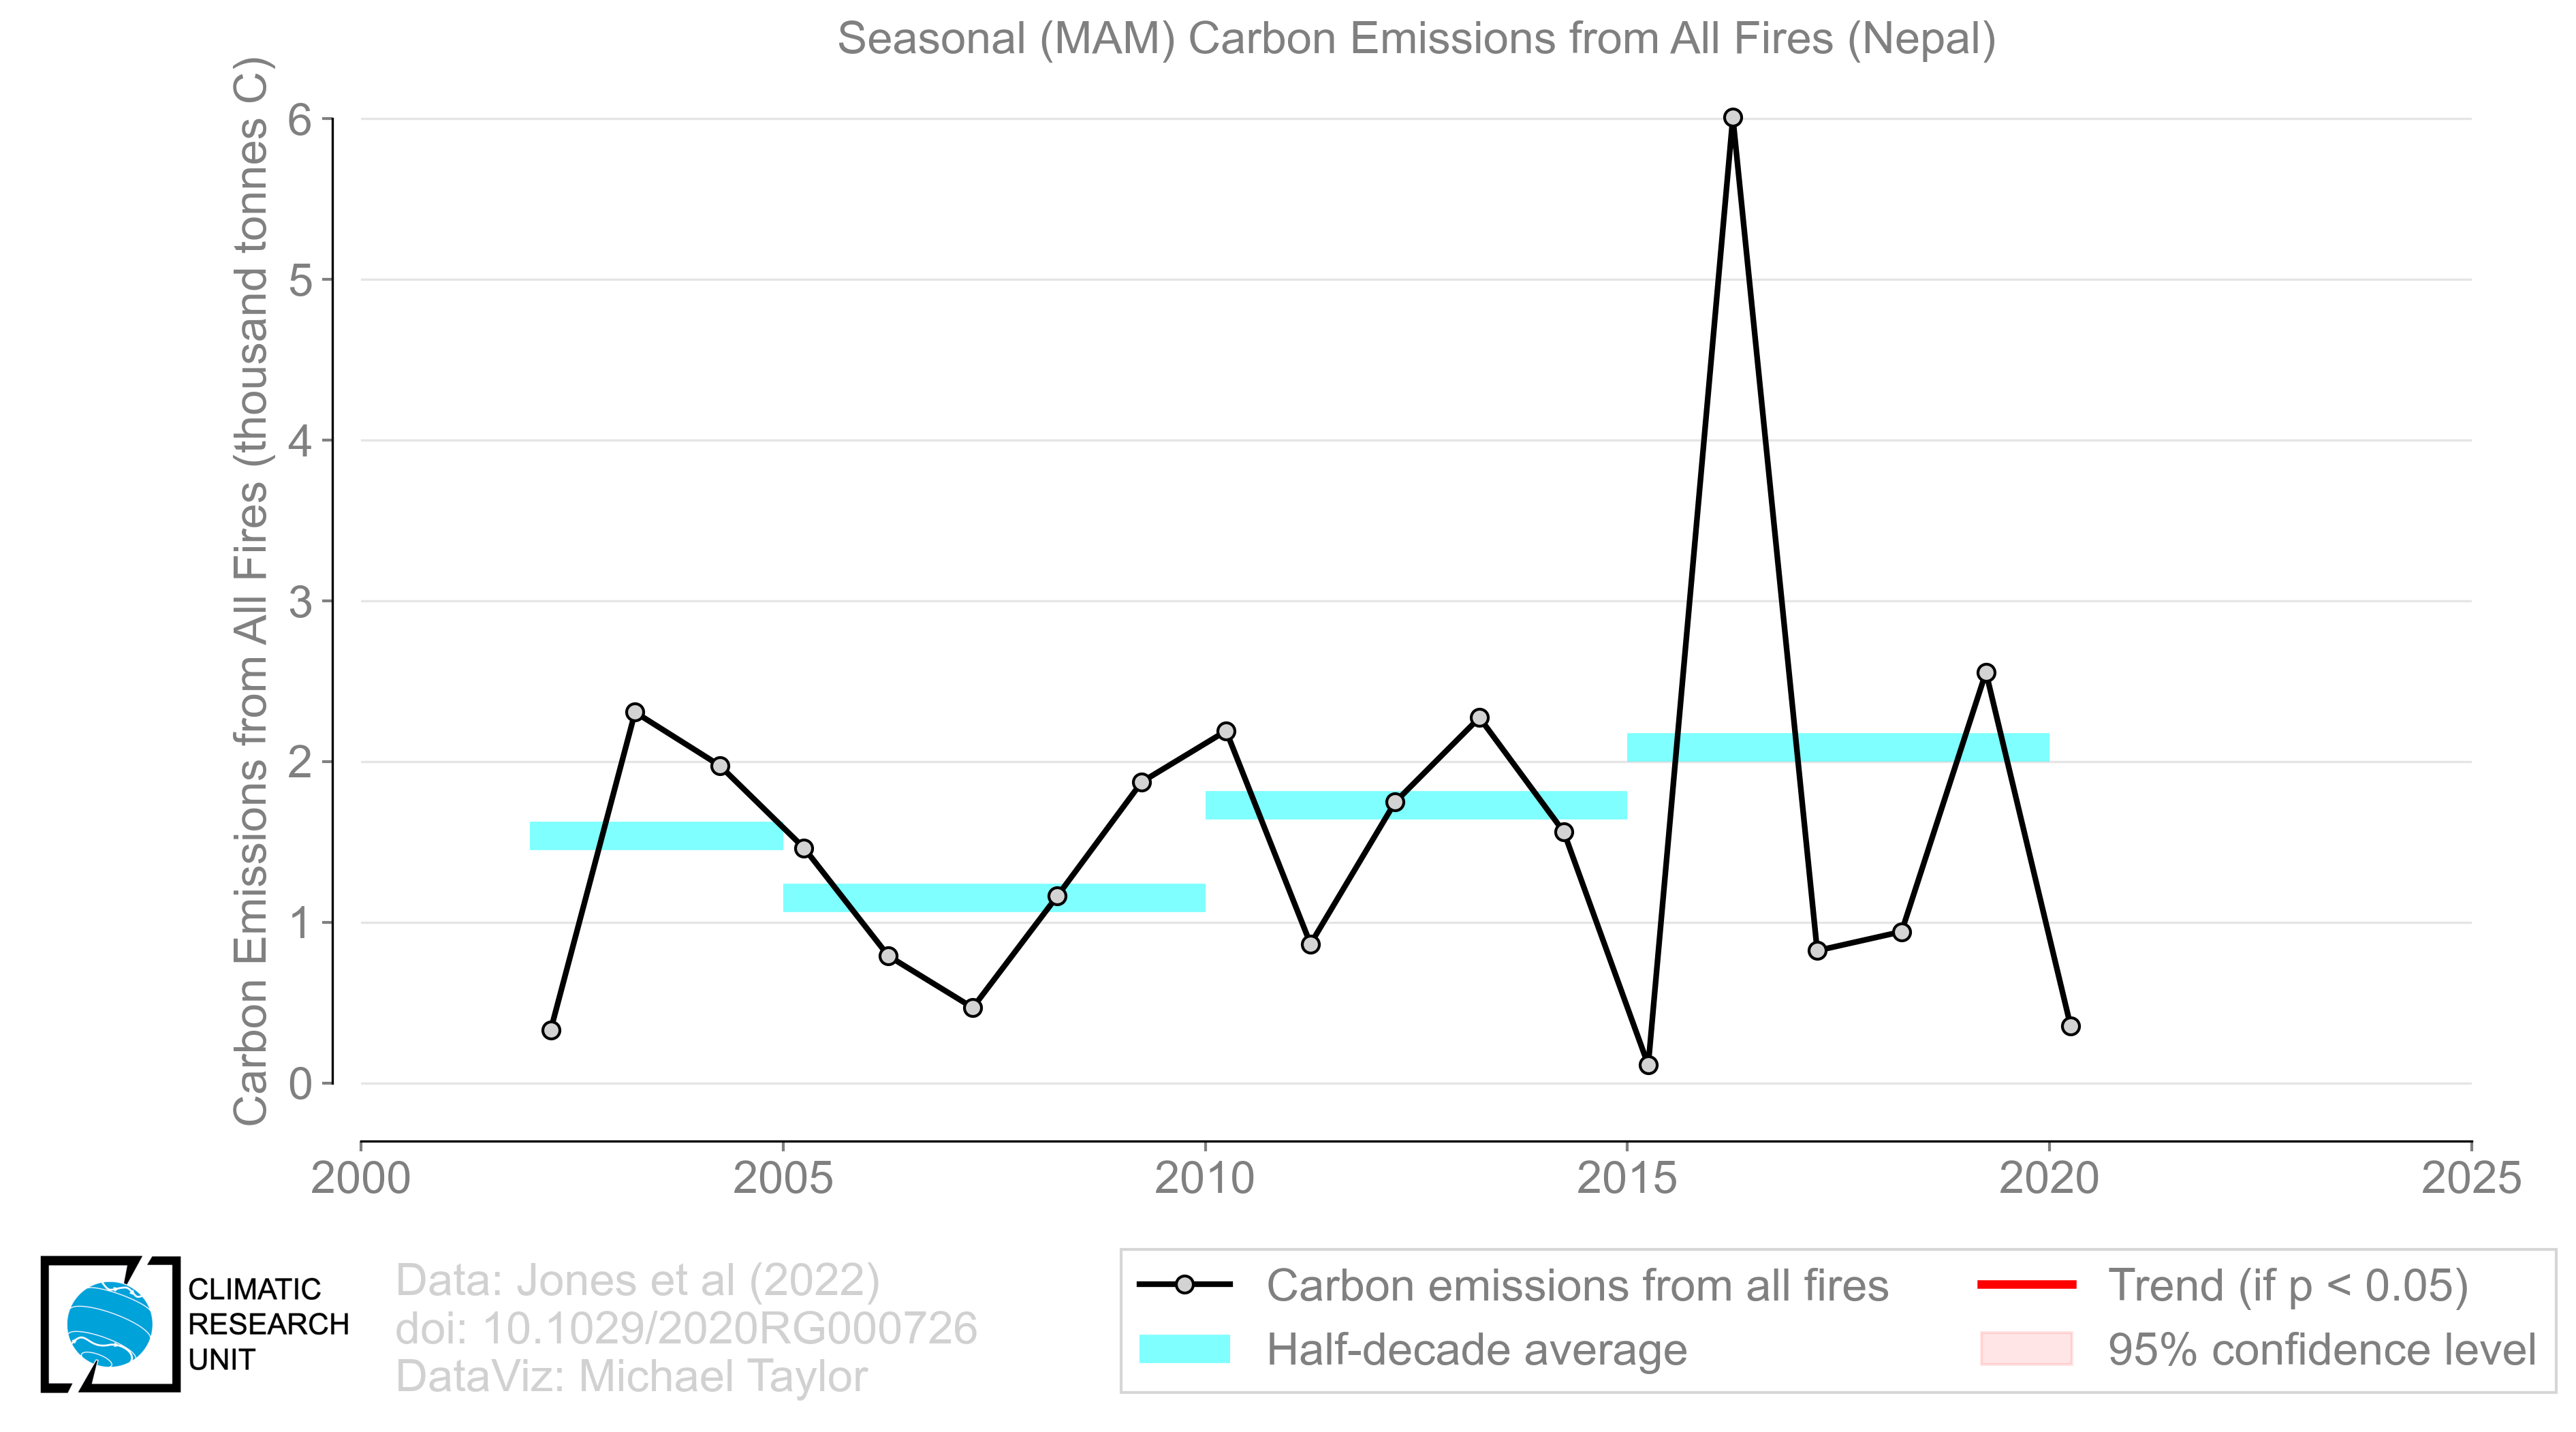 Seasonal (MAM) Carbon Emissions from All Fires (Nepal)
Carbon Emissions from All Fires (thousand tonnes C)
6
5
4
3
2
1
0
2000 2005 2010 2015 2020 2025
CLIMATIC
RESEARCH
UNIT
Data: Jones et al (2022)
doi: 10.1029/2020RG000726
DataViz: Michael Taylor
Carbon emissions from all fires
Half-decade average
Trend (if p < 0.05)
95% confidence level